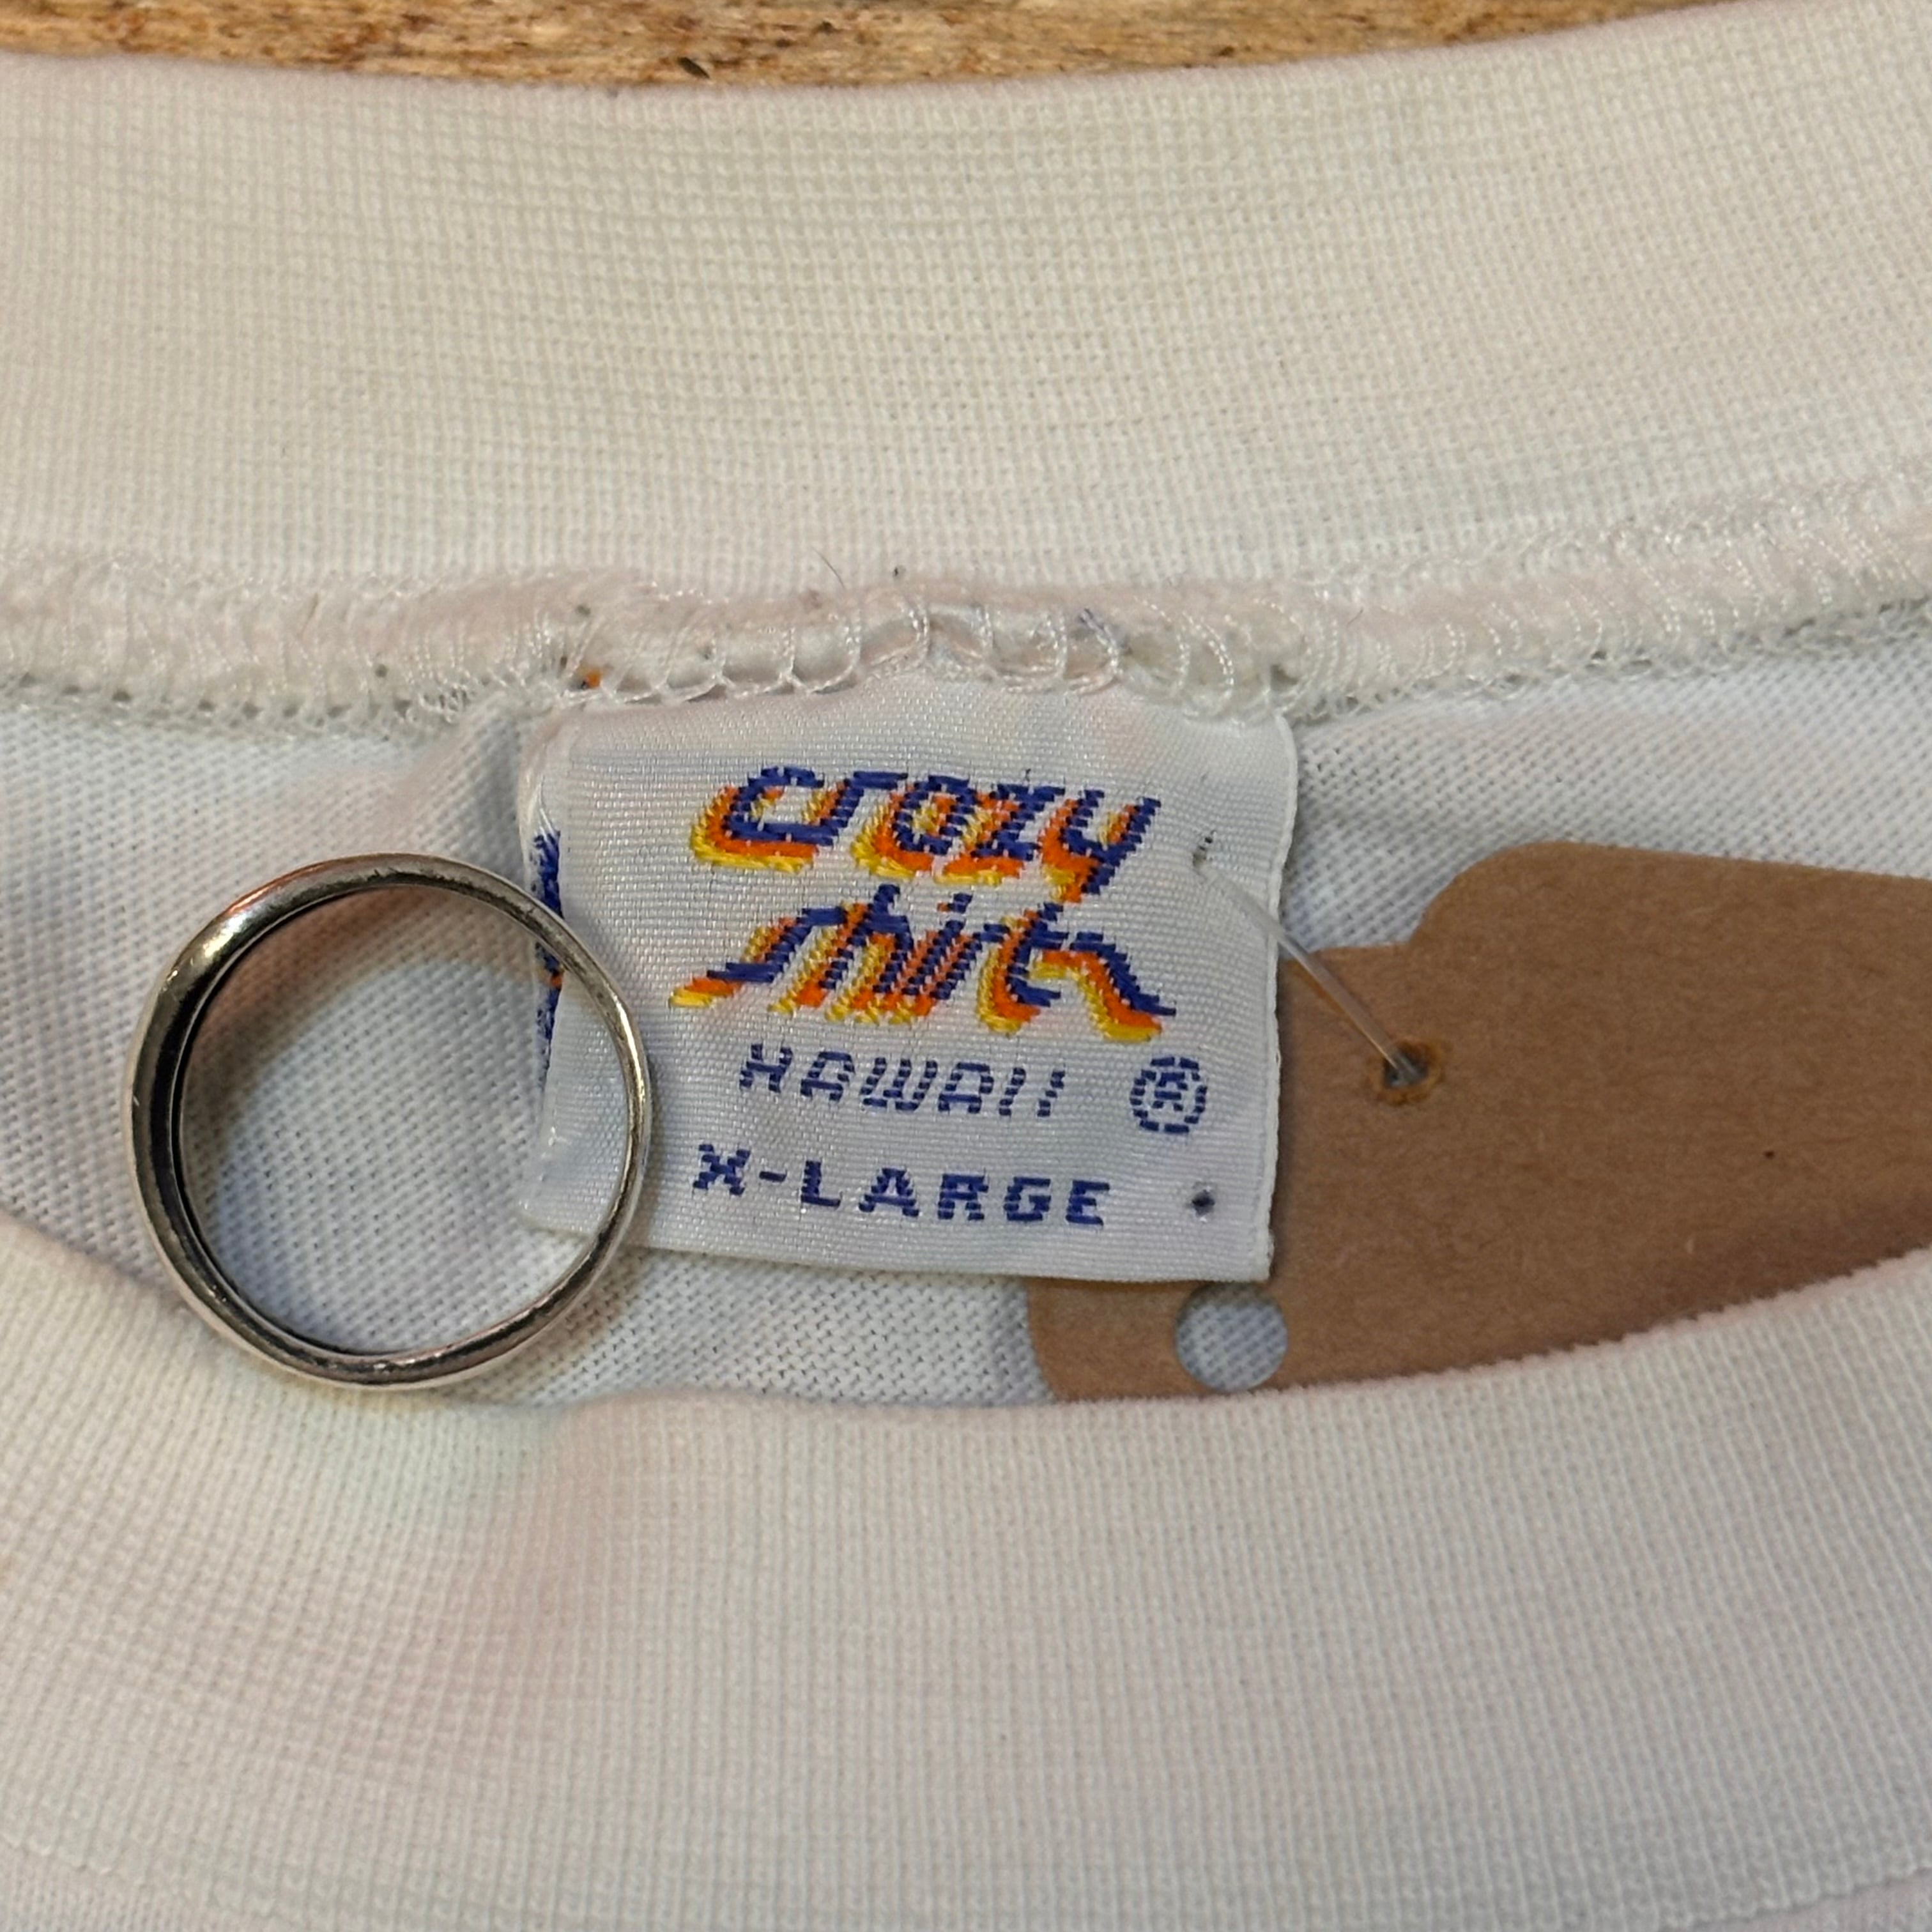 crazy
shirts
HAWAII ®
X-LARGE